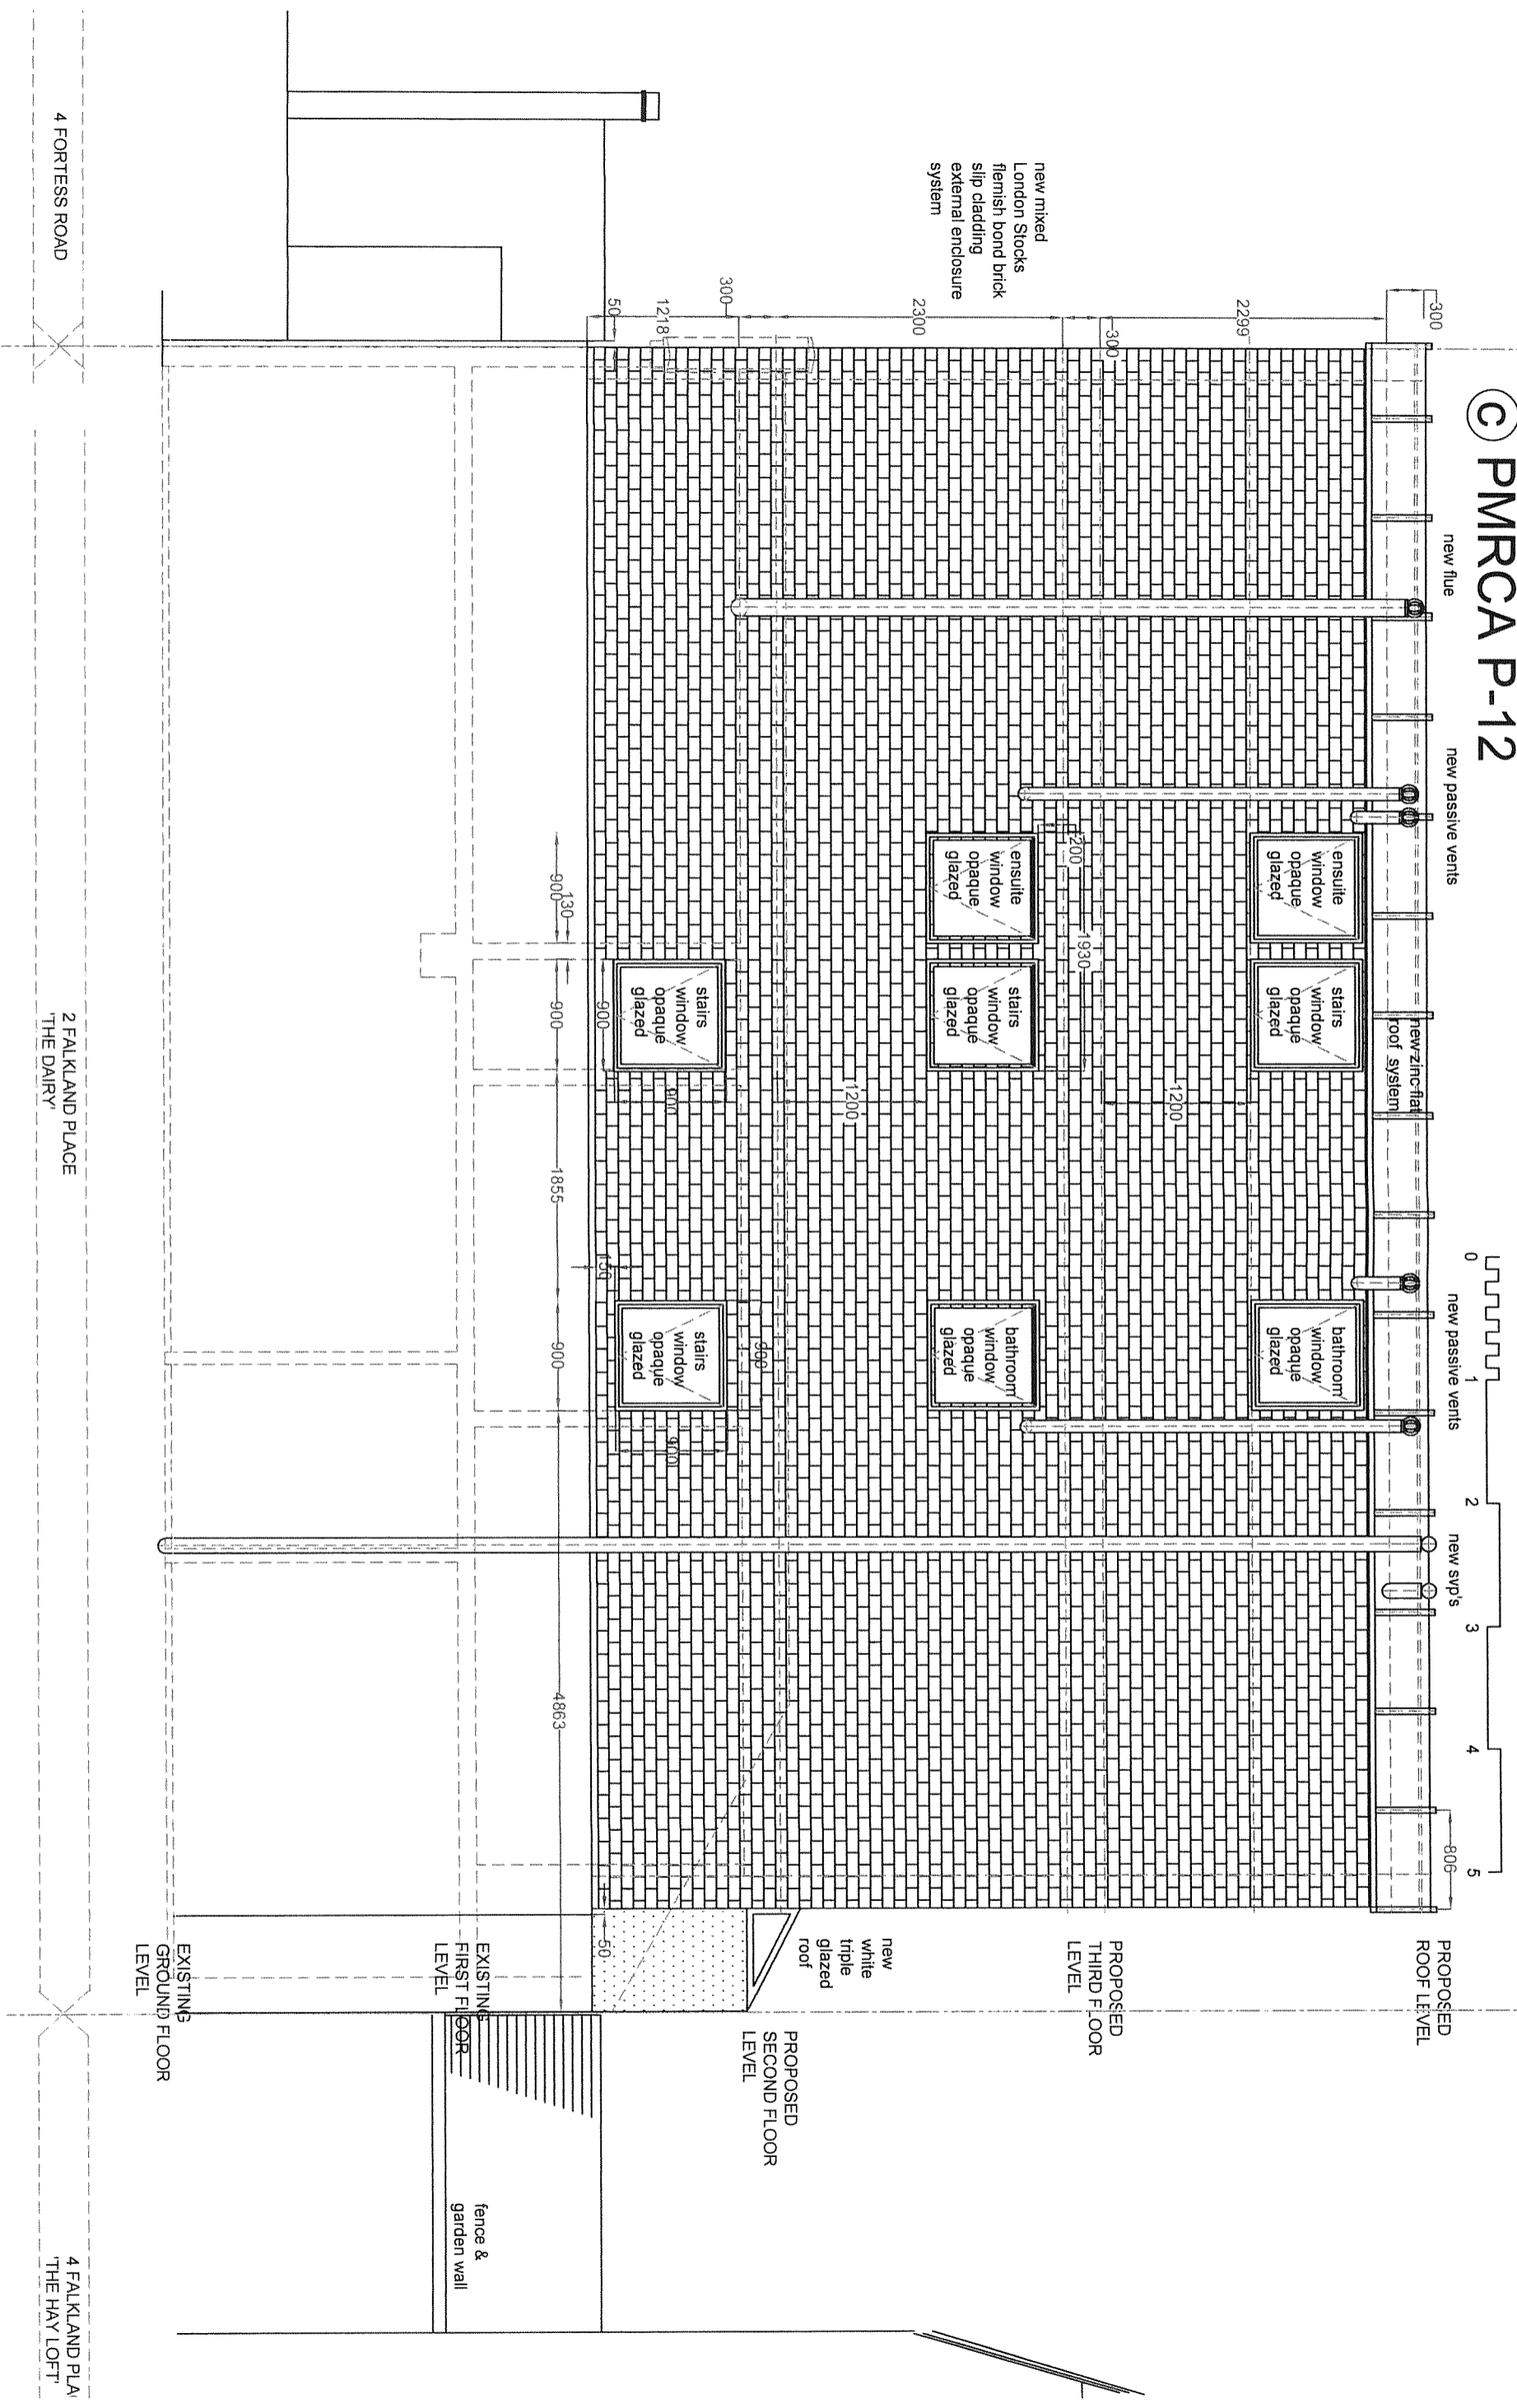 © PMRCA P-12
0 1 2 3 4 5
new flue
new passive vents
new passive vents
new svp's
806
300
new zinc flat
roof system
PROPOSED
ROOF LEVEL
2299
ensuite
window
opaque
glazed
stairs
window
opaque
glazed
bathroom
window
opaque
glazed
1200
300
PROPOSED
THIRD FLOOR
LEVEL
new mixed
London Stocks
flemish bond brick
slip cladding
external enclosure
system
200
1930
2300
ensuite
window
opaque
glazed
stairs
window
opaque
glazed
bathroom
window
opaque
glazed
1200
new
white
triple
glazed
roof
PROPOSED
SECOND FLOOR
LEVEL
300
900
1218
stairs
window
opaque
glazed
900
stairs
window
opaque
glazed
900
50
900
150
50
900
130
900
1855
900
4863
EXISTING
FIRST FLOOR
LEVEL
fence &
garden wall
EXISTING
GROUND FLOOR
LEVEL
4 FORTESS ROAD
2 FALKLAND PLACE
'THE DAIRY'
4 FALKLAND PLA
'THE HAY LOFT'